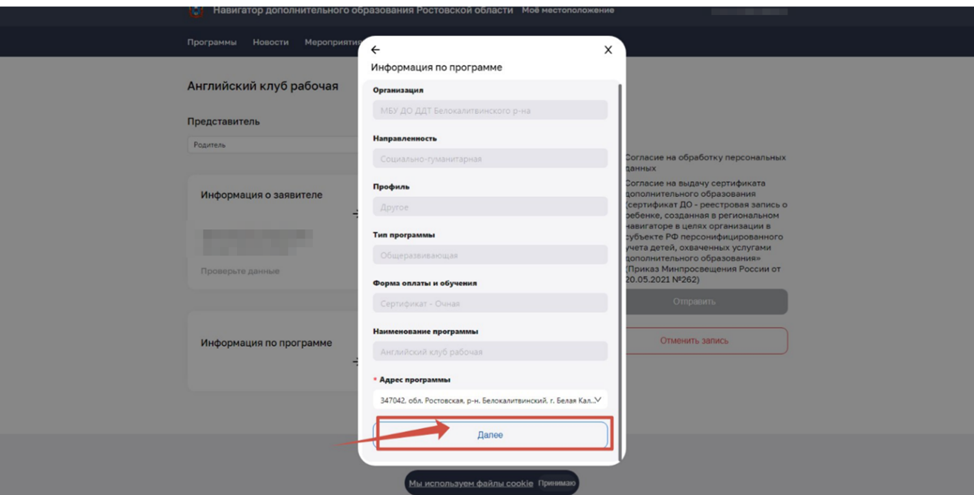 Навигатор дополнительного образования Ростовской области Моё местоположение
Программы Новости Мероприятия
Английский клуб рабочая
Представитель
Родитель
Информация о заявителе
Проверьте данные
Информация по программе
Информация по программе
Организация
МБУ ДО ДДТ Белокалитвинского р-на
Направленность
Социально-гуманитарная
Профиль
Другое
Тип программы
Общеразвивающая
Форма оплаты и обучения
Сертификат - Очная
Наименование программы
Английский клуб рабочая
* Адрес программы
347042, обл. Ростовская, р-н. Белокалитвинский, г. Белая Кал...
Далее
Согласие на обработку персональных
данных
Согласие на выдачу сертификата
дополнительного образования
(сертификат ДО - реестровая запись о
ребенке, созданная в региональном
навигаторе в целях организации в
субъекте РФ персонифицированного
учета детей, охваченных услугами
дополнительного образования»
(Приказ Минпросвещения России от
20.05.2021 №262)
Отправить
Отменить запись
Мы используем файлы cookie Принимаю